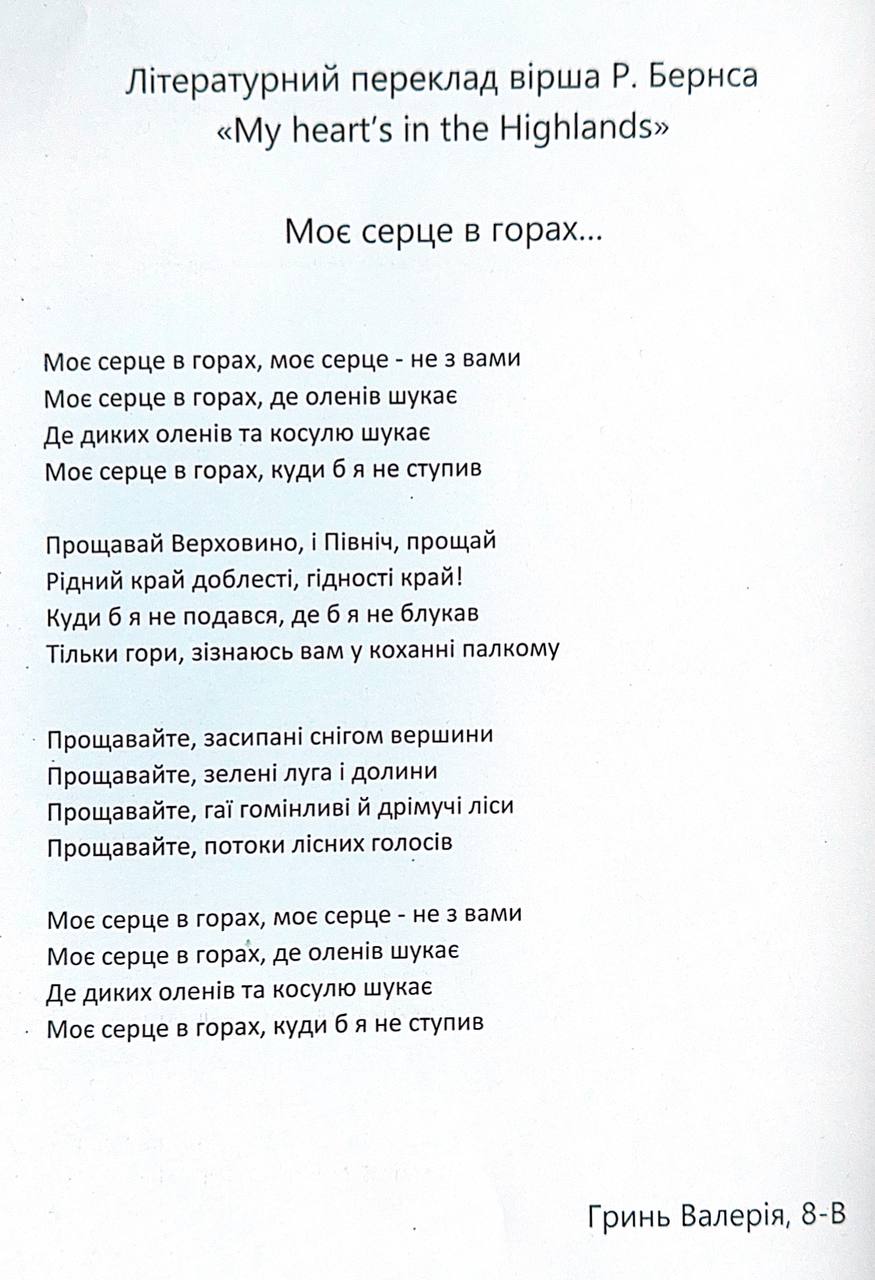 Літературний переклад вірша Р. Бернса
«My heart's in the Highlands»
Моє серце в горах...
Моє серце в горах, моє серце - не з вами
Моє серце в горах, де оленів шукає
Де диких оленів та косулю шукає
Моє серце в горах, куди б я не ступив
Прощавай Верховино, і Північ, прощай
Рідний край доблесті, гідності край!
Куди б я не подався, де б я не блукав
Тільки гори, зізнаюсь вам у коханні палкому
Прощавайте, засипані снігом вершини
Прощавайте, зелені луга і долини
Прощавайте, гаї гомінливі й дрімучі ліси
Прощавайте, потоки лісних голосів
Моє серце в горах, моє серце - не з вами
Моє серце в горах, де оленів шукає
Де диких оленів та косулю шукає
Моє серце в горах, куди б я не ступив
Гринь Валерія, 8-В